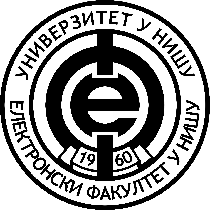 УНИВЕРЗИТЕТ У НИШУ
е
19 60
ЕЛЕКТРОНСКИ ФАКУЛТЕТ У НИШУ